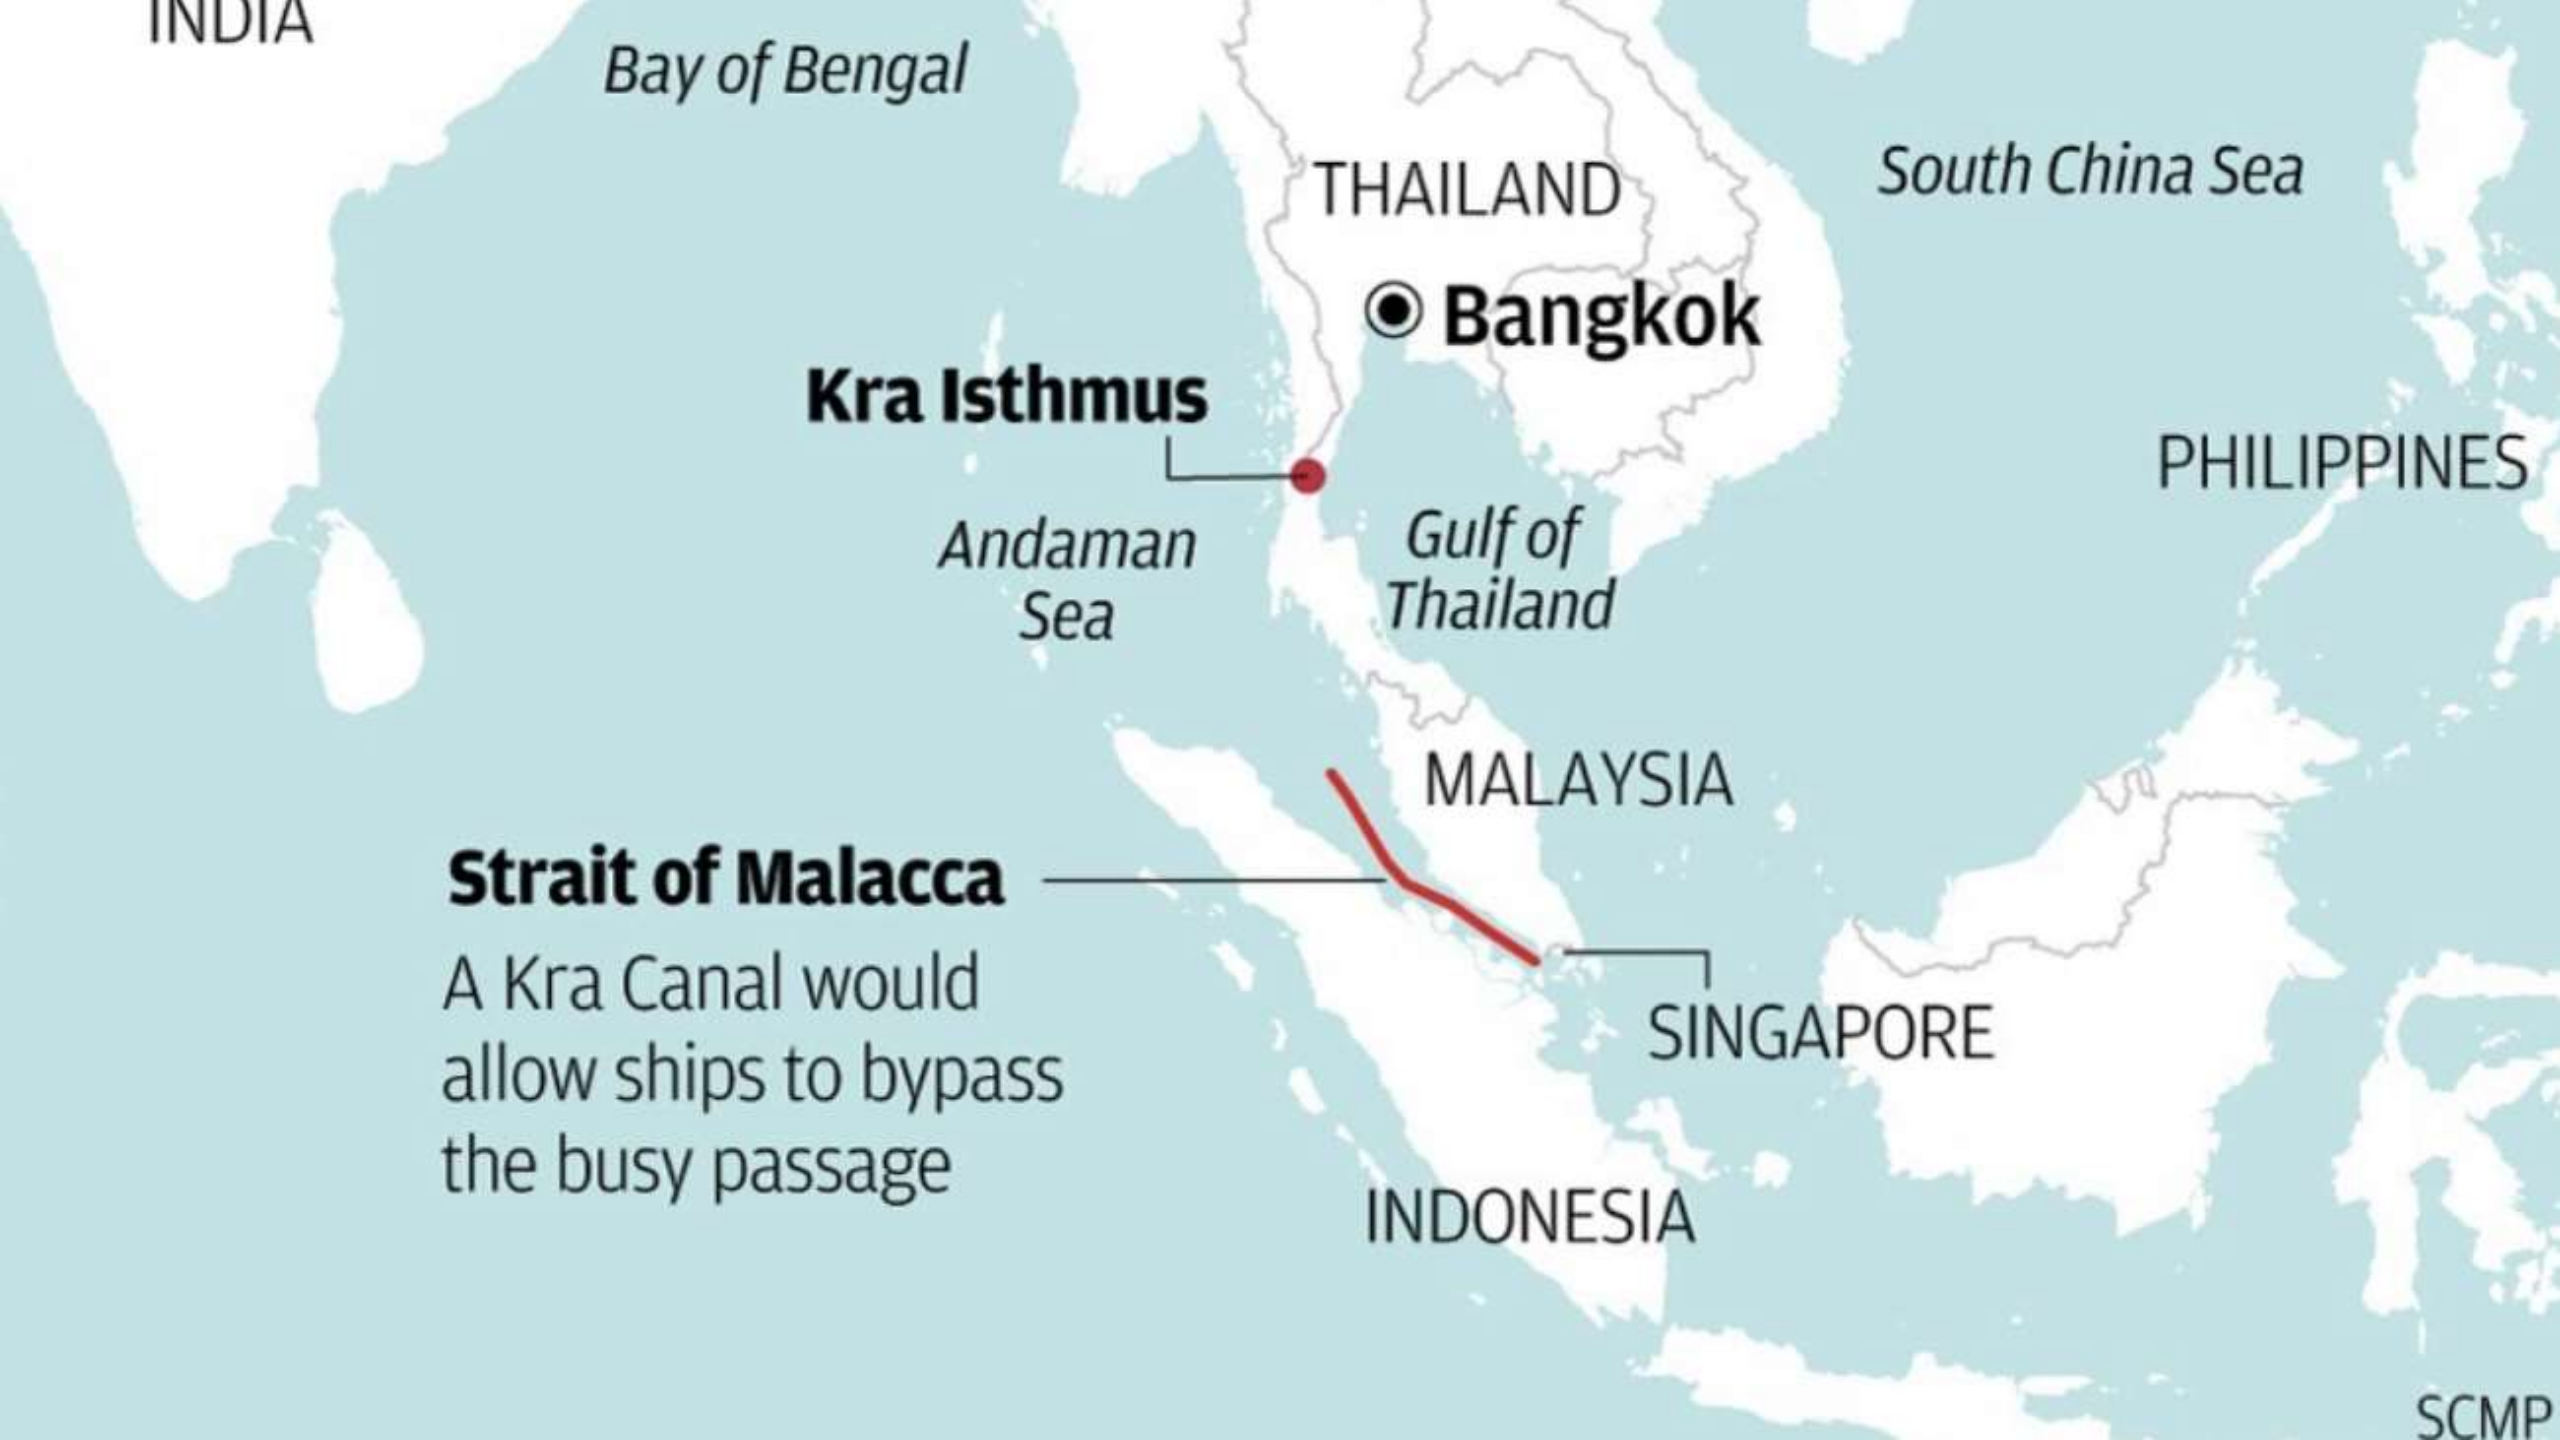 INDIA
Bay of Bengal
THAILAND
South China Sea
Bangkok
Kra Isthmus
PHILIPPINES
Andaman
Sea
Gulf of
Thailand
MALAYSIA
Strait of Malacca
A Kra Canal would
allow ships to bypass
the busy passage
SINGAPORE
INDONESIA
SCMP